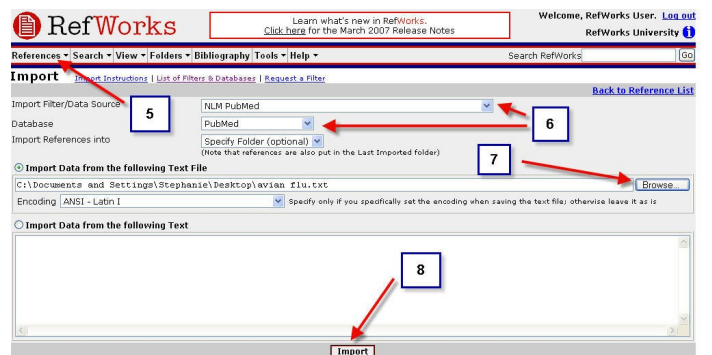 RefWorks
Learn what's new in RefWorks.
Click here for the March 2007 Release Notes
Welcome, RefWorks User. Log out
RefWorks University
References Search View Folders Bibliography Tools Help Search RefWorks Go
Import Import Instructions | List of Filters & Databases | Request a Filter
Back to Reference List
5
Import Filter/Data Source NLM PubMed
6
Database PubMed
Import References into Specify Folder (optional)
(Note that references are also put in the Last Imported folder)
7
Import Data from the following Text File
C:\Documents and Settings\Stephanie\Desktop\avian flu.txt Browse...
Encoding ANSI - Latin I Specify only if you specifically set the encoding when saving the text file; otherwise leave it as is
Import Data from the following Text
8
Import